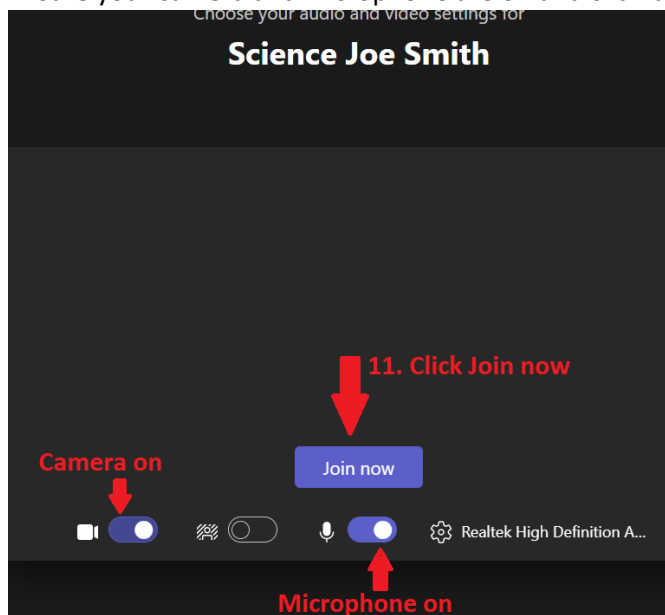 Choose your audio and video settings for
Science Joe Smith
11. Click Join now
Camera on
Join now
Realtek High Definition A...
Microphone on